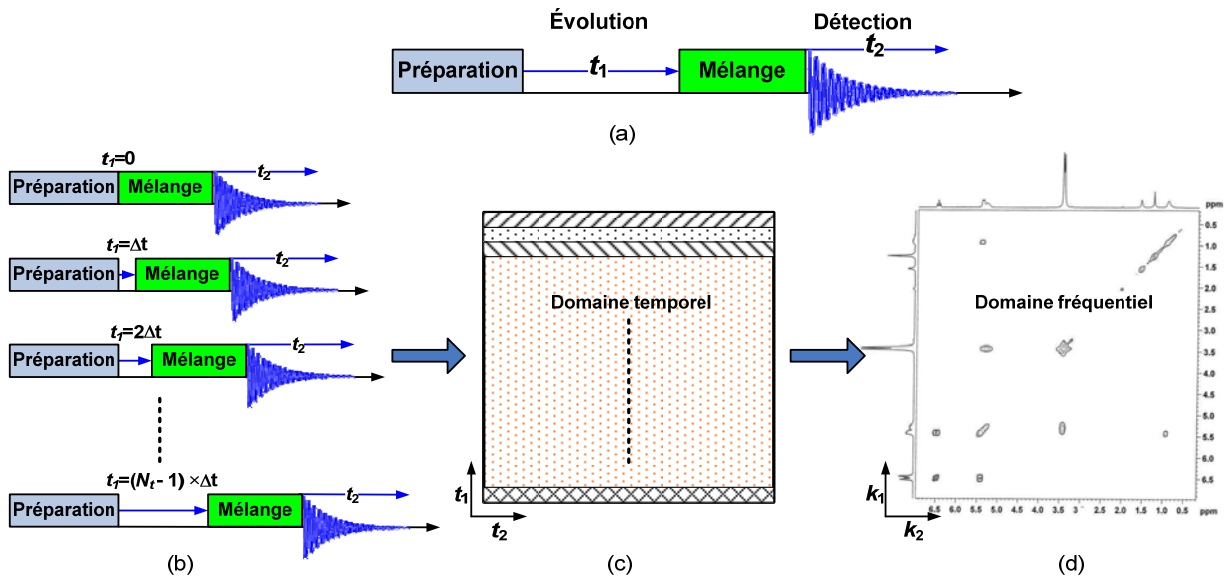 Évolution
Détection
Préparation
t1
Mélange
t2
(a)
t1=0
Préparation
Mélange
t2
t1=Δt
Préparation
Mélange
t2
t1=2Δt
Préparation
Mélange
t2
t1=(Nt - 1) ×Δt
Préparation
Mélange
t2
(b)
Domaine temporel
t1
t2
(c)
ppm
0.5
1.0
1.5
2.0
2.5
3.0
3.5
4.0
4.5
5.0
5.5
6.0
6.5
Domaine fréquentiel
k1
k2
6.5 6.0 5.5 5.0 4.5 4.0 3.5 3.0 2.5 2.0 1.5 1.0 0.5 ppm
(d)